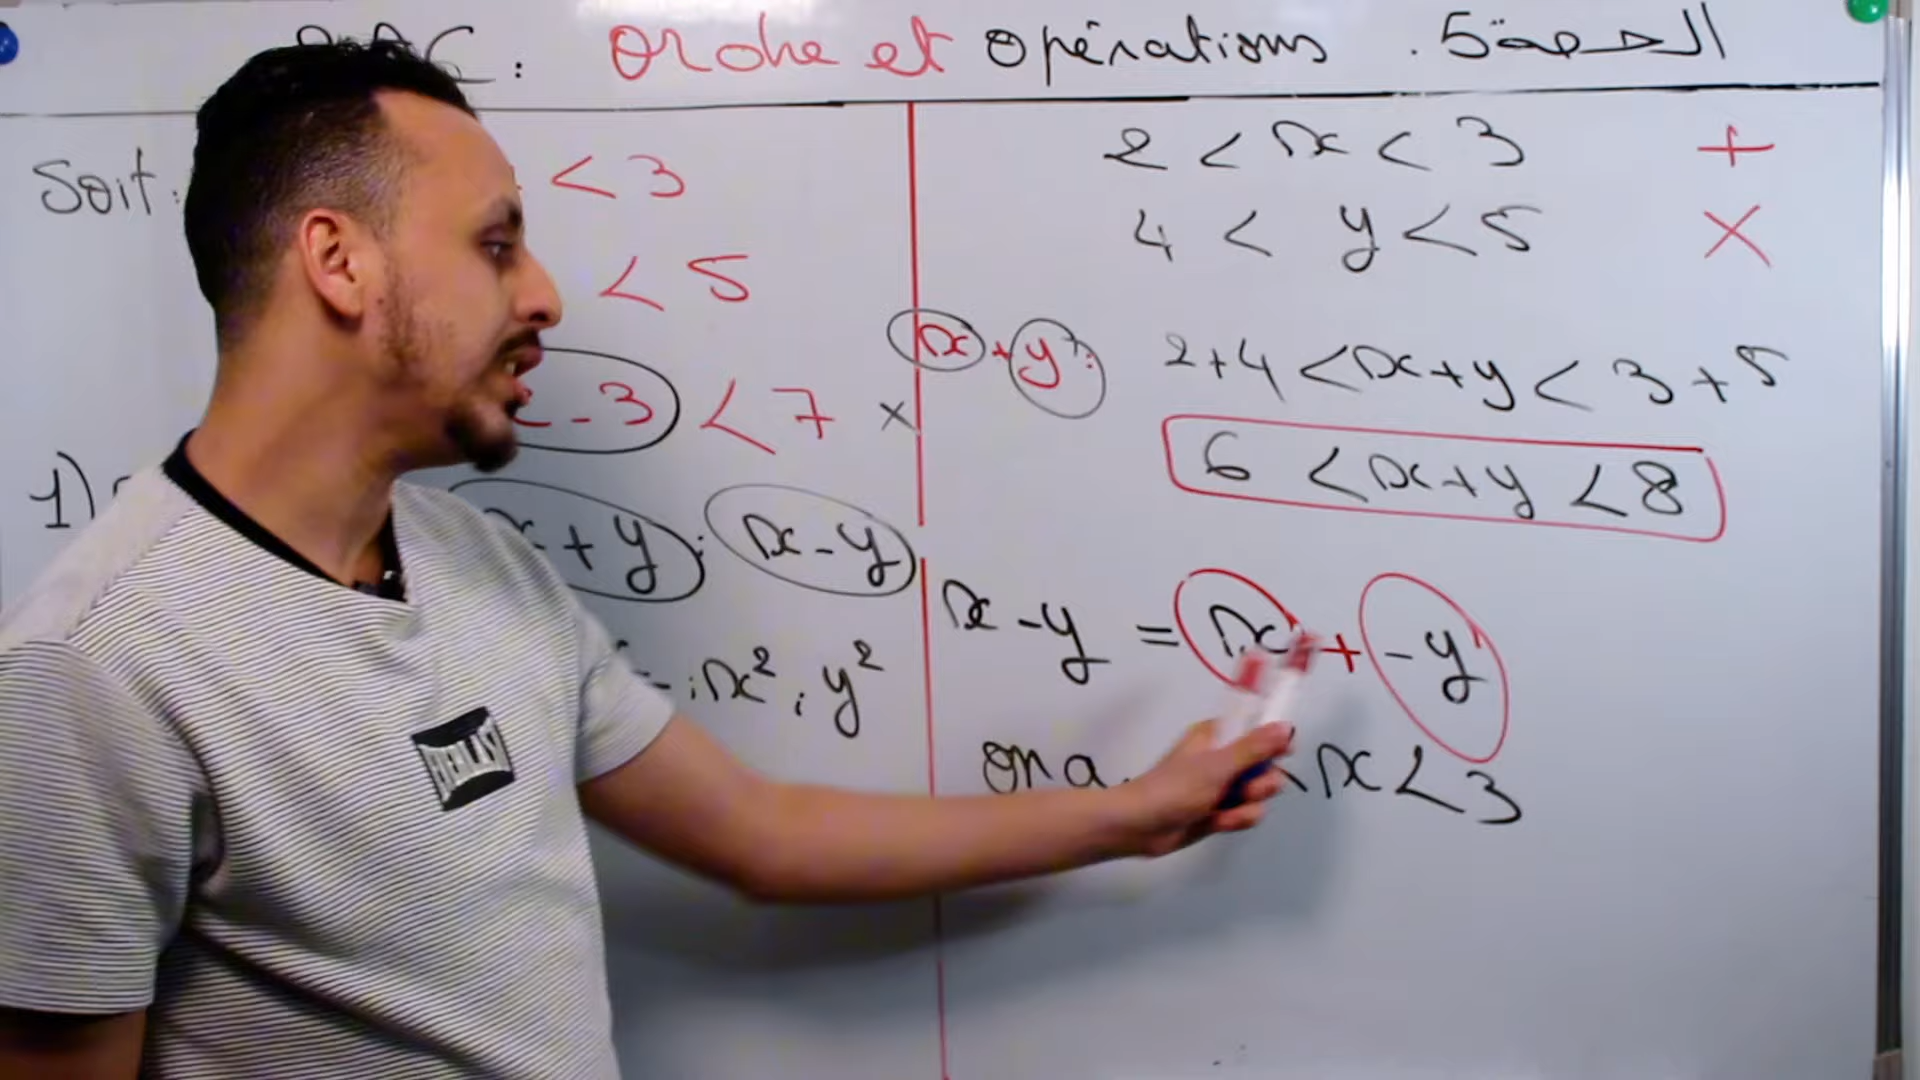 : Ordre et opérations . الحصة 5
Soit : < 3
< 5
- 3 < 7 ×
1) x + y ; x - y
; x² ; y²
2 < x < 3 +
4 < y < 5 ×
x + y : 2+4 < x+y < 3+5
6 < x+y < 8
x - y = x + - y
on a < x < 3
EVERLAST